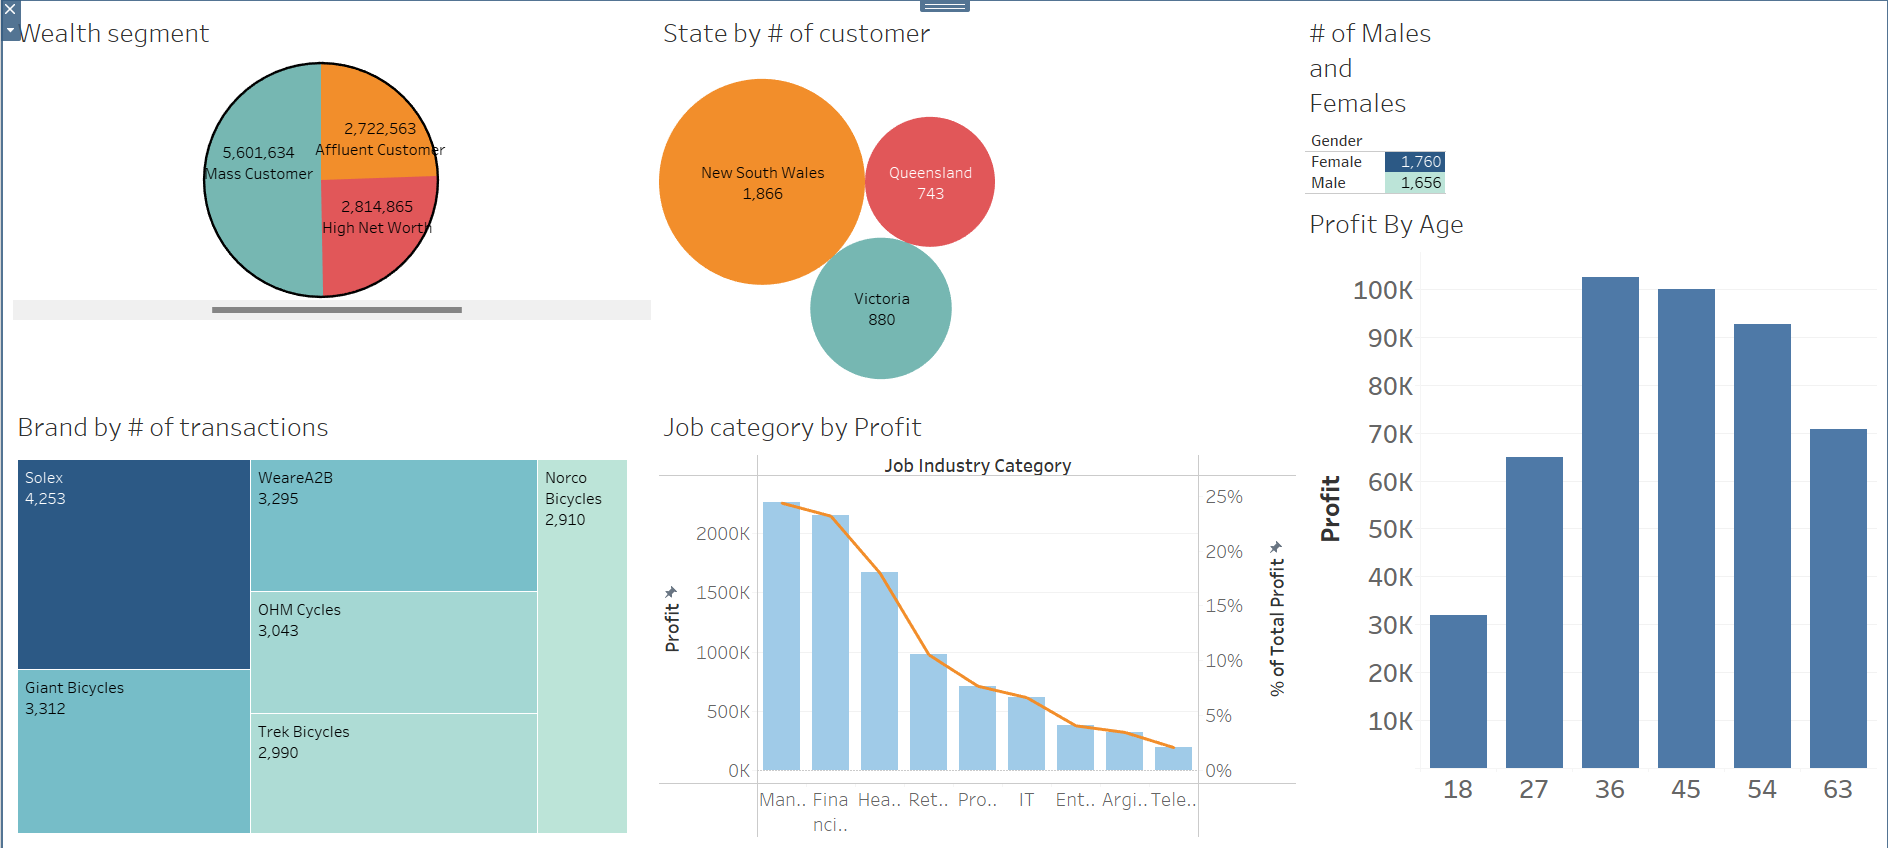 Wealth segment
2,722,563
Affluent Customer
5,601,634
Mass Customer
2,814,865
High Net Worth
State by # of customer
New South Wales
1,866
Queensland
743
Victoria
880
# of Males
and
Females
Gender
Female 1,760
Male 1,656
Profit By Age
Profit
100K
90K
80K
70K
60K
50K
40K
30K
20K
10K
18 27 36 45 54 63
Brand by # of transactions
Solex
4,253
Giant Bicycles
3,312
WeareA2B
3,295
OHM Cycles
3,043
Trek Bicycles
2,990
Norco
Bicycles
2,910
Job category by Profit
Job Industry Category
Profit
2000K
1500K
1000K
500K
0K
25%
20%
15%
10%
5%
0%
% of Total Profit
Man.. Fina Hea.. Ret.. Pro.. IT Ent.. Argi.. Tele..
nci..